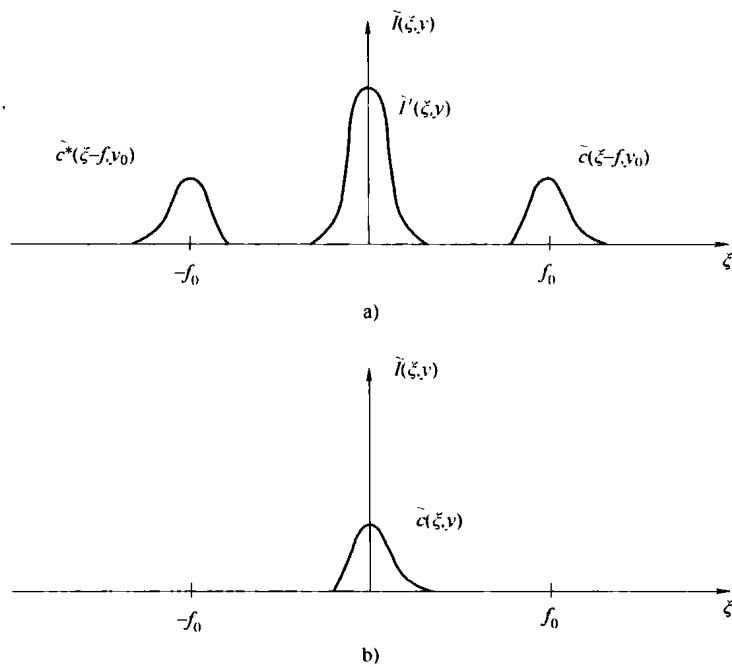 Ĩ(ξ,y)
Ĩ'(ξ,y)
c̃*(ξ–f,y₀)
c̃(ξ–f,y₀)
–f₀
f₀
ξ
a)
Ĩ(ξ,y)
c̃(ξ,y)
–f₀
f₀
ξ
b)